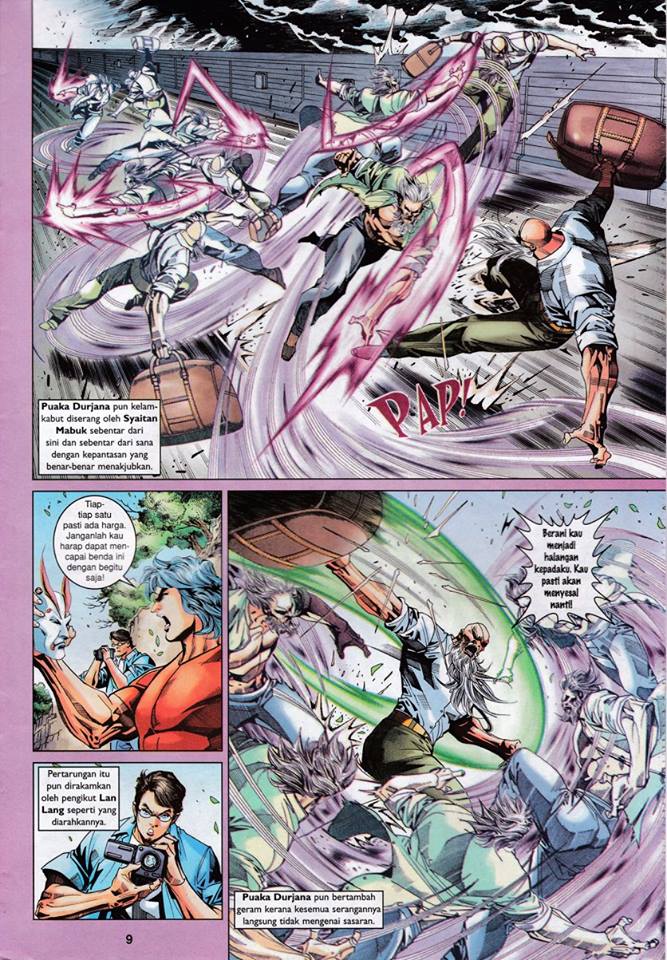 PAP!
Puaka Durjana pun kelam-
kabut diserang oleh Syaitan
Mabuk sebentar dari
sini dan sebentar dari sana
dengan kepantasan yang
benar-benar menakjubkan.
Tiap-
tiap satu
pasti ada harga.
Janganlah kau
harap dapat men-
capai benda ini
dengan begitu
saja!
Berani kau
menjadi
halangan
kepadaku. Kau
pasti akan
menyesal
nanti!
Pertarungan itu
pun dirakamkan
oleh pengikut Lan
Lang seperti yang
diarahkannya.
Puaka Durjana pun bertambah
geram kerana kesemua serangannya
langsung tidak mengenai sasaran.
9